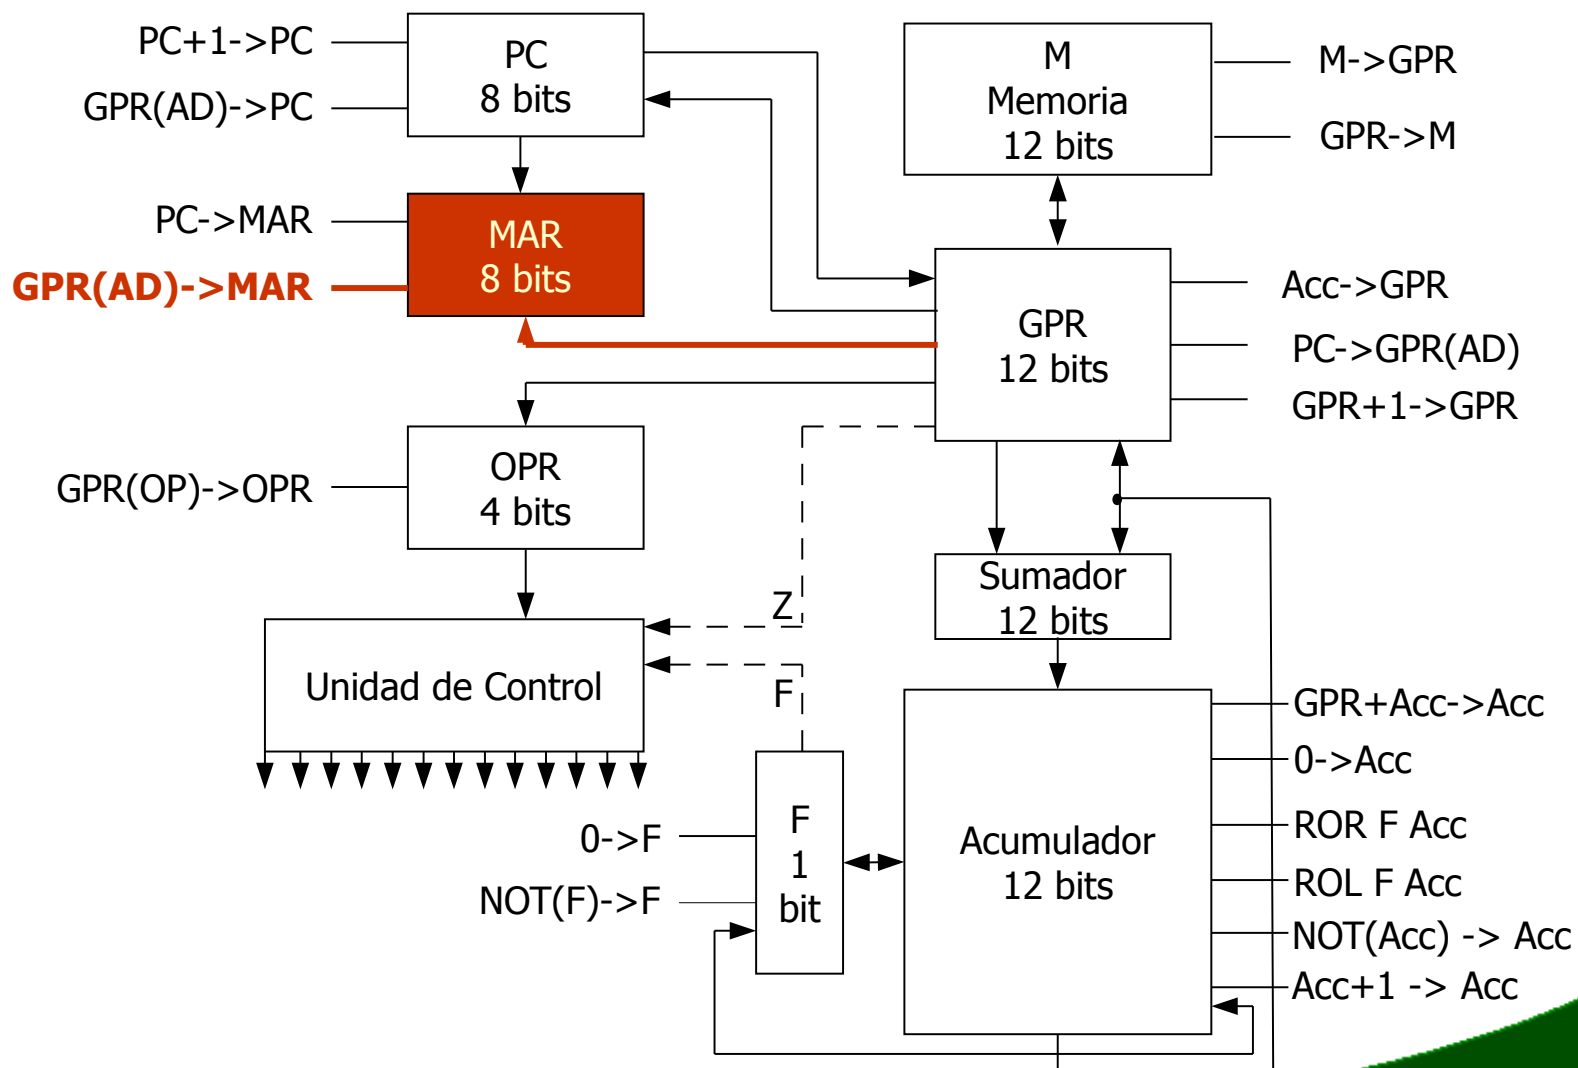 PC+1->PC
GPR(AD)->PC
PC
8 bits
M
Memoria
12 bits
M->GPR
GPR->M
PC->MAR
GPR(AD)->MAR
MAR
8 bits
GPR
12 bits
Acc->GPR
PC->GPR(AD)
GPR+1->GPR
GPR(OP)->OPR
OPR
4 bits
Sumador
12 bits
Z
F
Unidad de Control
0->F
NOT(F)->F
F
1
bit
Acumulador
12 bits
GPR+Acc->Acc
0->Acc
ROR F Acc
ROL F Acc
NOT(Acc) -> Acc
Acc+1 -> Acc